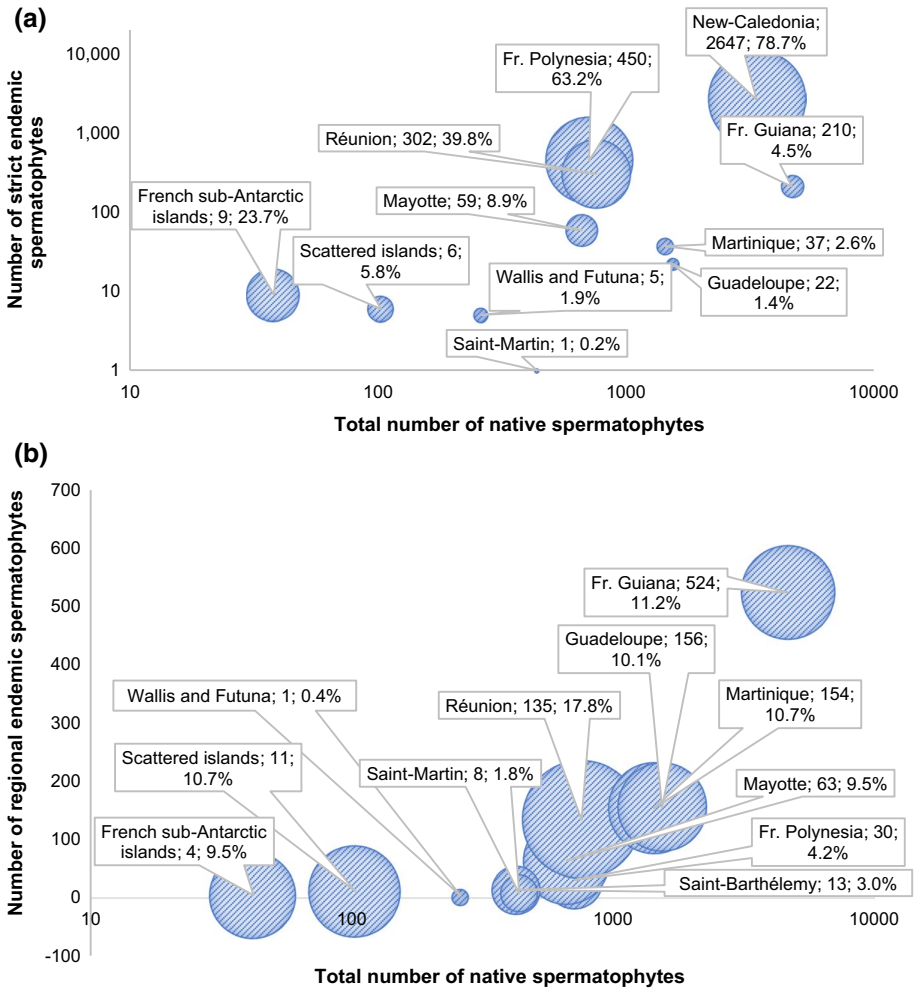 (a)
Number of strict endemic
spermatophytes
10,000
1,000
100
10
1
10
100
1000
10000
Total number of native spermatophytes
New-Caledonia;
2647; 78.7%
Fr. Polynesia; 450;
63.2%
Fr. Guiana; 210;
4.5%
Réunion; 302; 39.8%
Mayotte; 59; 8.9%
French sub-Antarctic
islands; 9; 23.7%
Scattered islands; 6;
5.8%
Martinique; 37; 2.6%
Wallis and Futuna; 5;
1.9%
Guadeloupe; 22;
1.4%
Saint-Martin; 1; 0.2%
(b)
Number of regional endemic spermatophytes
700
600
500
400
300
200
100
0
-100
10
100
1000
10000
Total number of native spermatophytes
Fr. Guiana; 524;
11.2%
Guadeloupe; 156;
10.1%
Wallis and Futuna; 1; 0.4%
Réunion; 135; 17.8%
Martinique; 154;
10.7%
Scattered islands; 11;
10.7%
Saint-Martin; 8; 1.8%
Mayotte; 63; 9.5%
French sub-Antarctic
islands; 4; 9.5%
Fr. Polynesia; 30;
4.2%
Saint-Barthélemy; 13; 3.0%